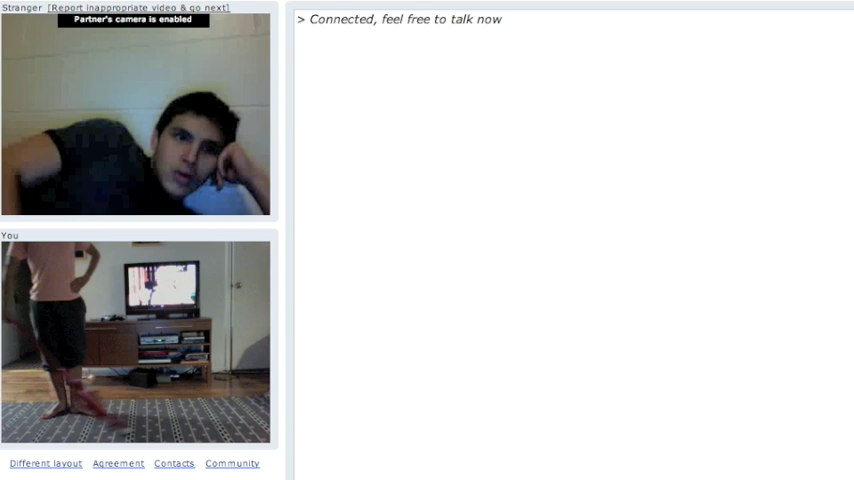 Stranger [Report inappropriate video & go next]
Partner's camera is enabled
> Connected, feel free to talk now
You
Different layout Agreement Contacts Community